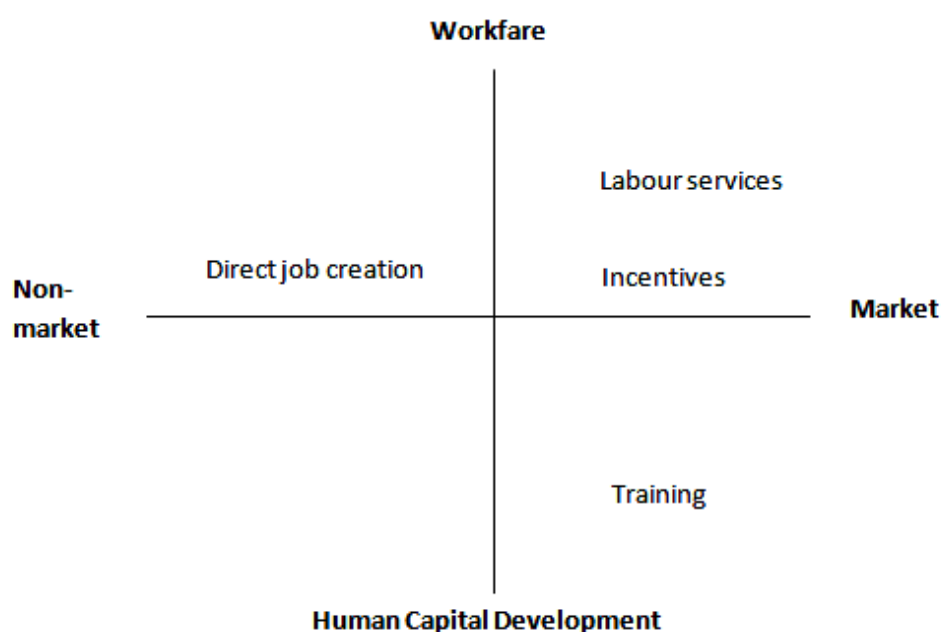 Workfare
Labour services
Direct job creation
Incentives
Non-
market
Market
Training
Human Capital Development